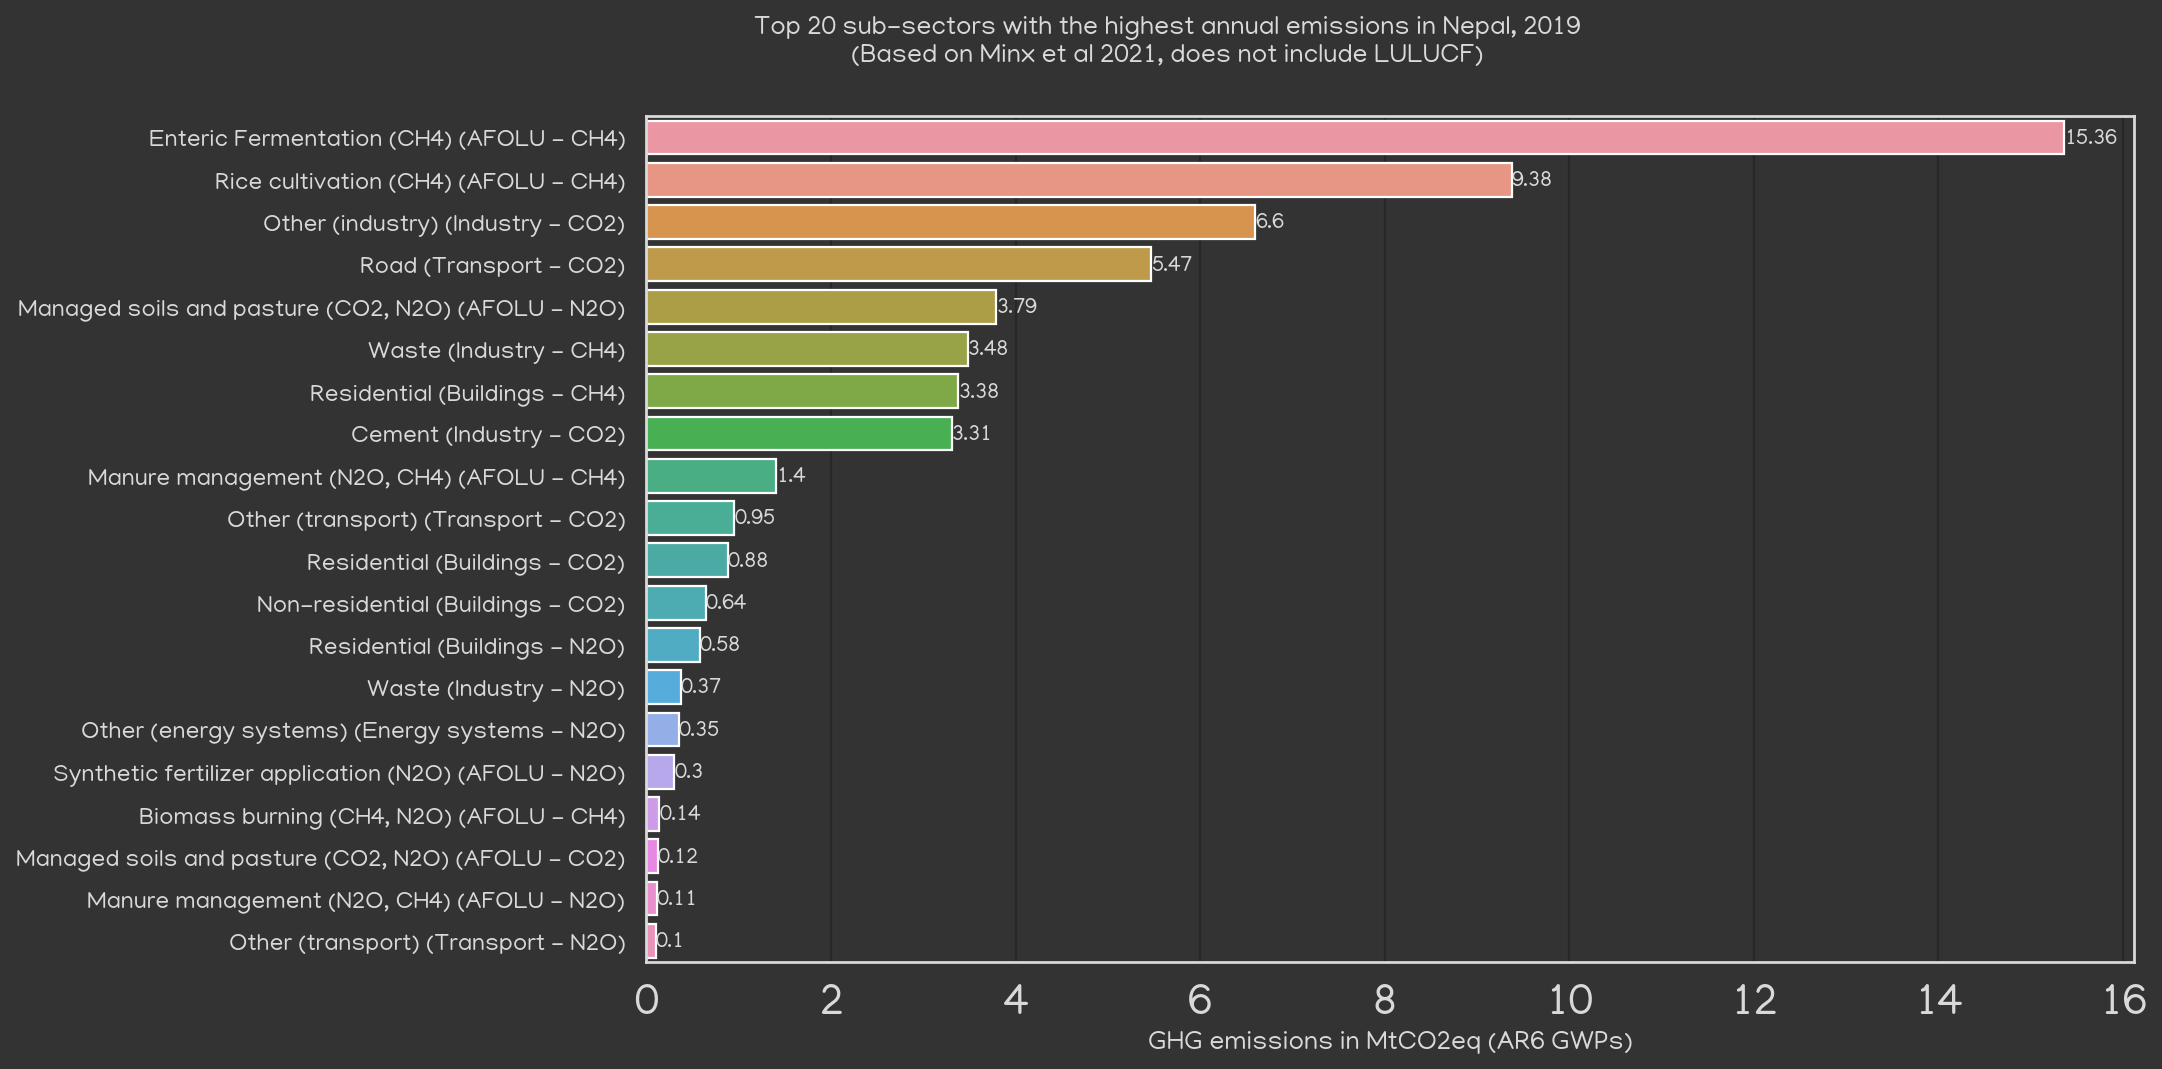 Top 20 sub-sectors with the highest annual emissions in Nepal, 2019
(Based on Minx et al 2021, does not include LULUCF)
Enteric Fermentation (CH4) (AFOLU - CH4) 15.36
Rice cultivation (CH4) (AFOLU - CH4) 9.38
Other (industry) (Industry - CO2) 6.6
Road (Transport - CO2) 5.47
Managed soils and pasture (CO2, N2O) (AFOLU - N2O) 3.79
Waste (Industry - CH4) 3.48
Residential (Buildings - CH4) 3.38
Cement (Industry - CO2) 3.31
Manure management (N2O, CH4) (AFOLU - CH4) 1.4
Other (transport) (Transport - CO2) 0.95
Residential (Buildings - CO2) 0.88
Non-residential (Buildings - CO2) 0.64
Residential (Buildings - N2O) 0.58
Waste (Industry - N2O) 0.37
Other (energy systems) (Energy systems - N2O) 0.35
Synthetic fertilizer application (N2O) (AFOLU - N2O) 0.3
Biomass burning (CH4, N2O) (AFOLU - CH4) 0.14
Managed soils and pasture (CO2, N2O) (AFOLU - CO2) 0.12
Manure management (N2O, CH4) (AFOLU - N2O) 0.11
Other (transport) (Transport - N2O) 0.1
0 2 4 6 8 10 12 14 16
GHG emissions in MtCO2eq (AR6 GWPs)